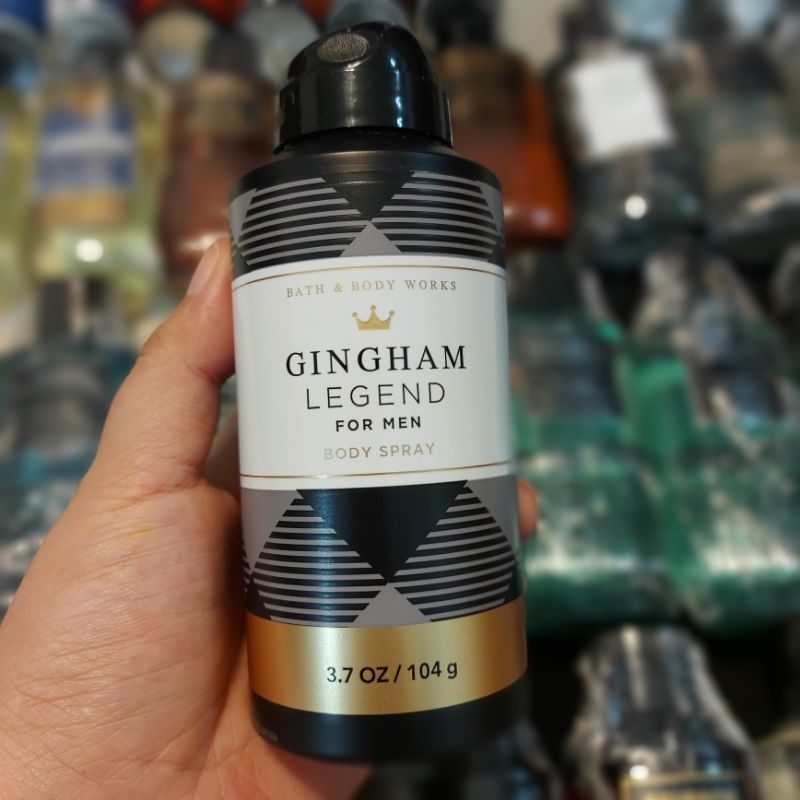 BATH & BODY WORKS
GINGHAM
LEGEND
FOR MEN
BODY SPRAY
3.7 OZ / 104 g